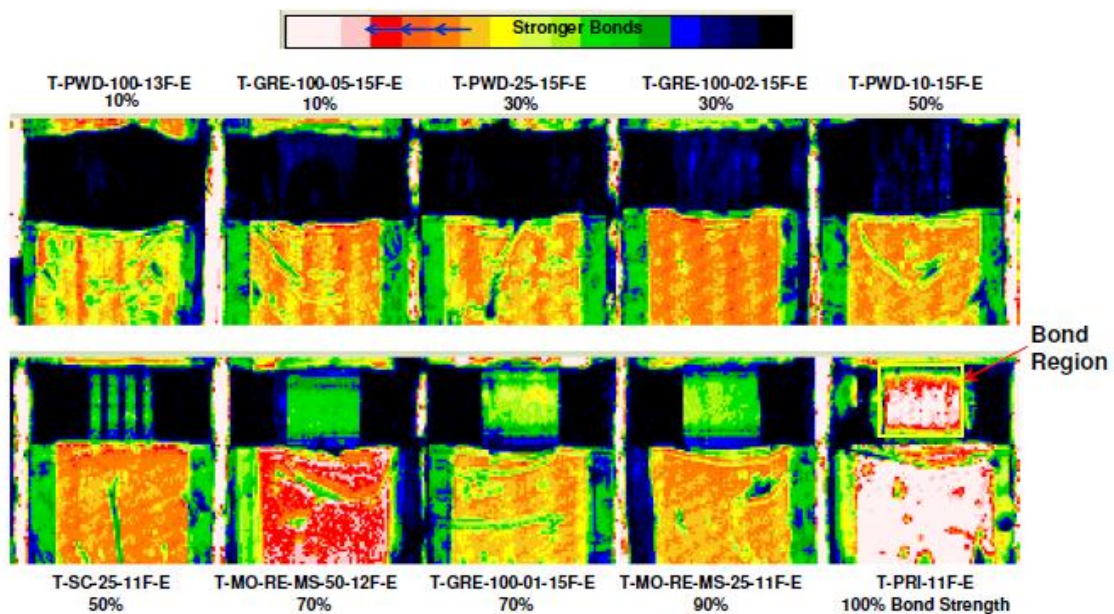 Stronger Bonds
T-PWD-100-13F-E T-GRE-100-05-15F-E T-PWD-25-15F-E T-GRE-100-02-15F-E T-PWD-10-15F-E
10% 10% 30% 30% 50%
Bond
Region
T-SC-25-11F-E T-MO-RE-MS-50-12F-E T-GRE-100-01-15F-E T-MO-RE-MS-25-11F-E T-PRI-11F-E
50% 70% 70% 90% 100% Bond Strength